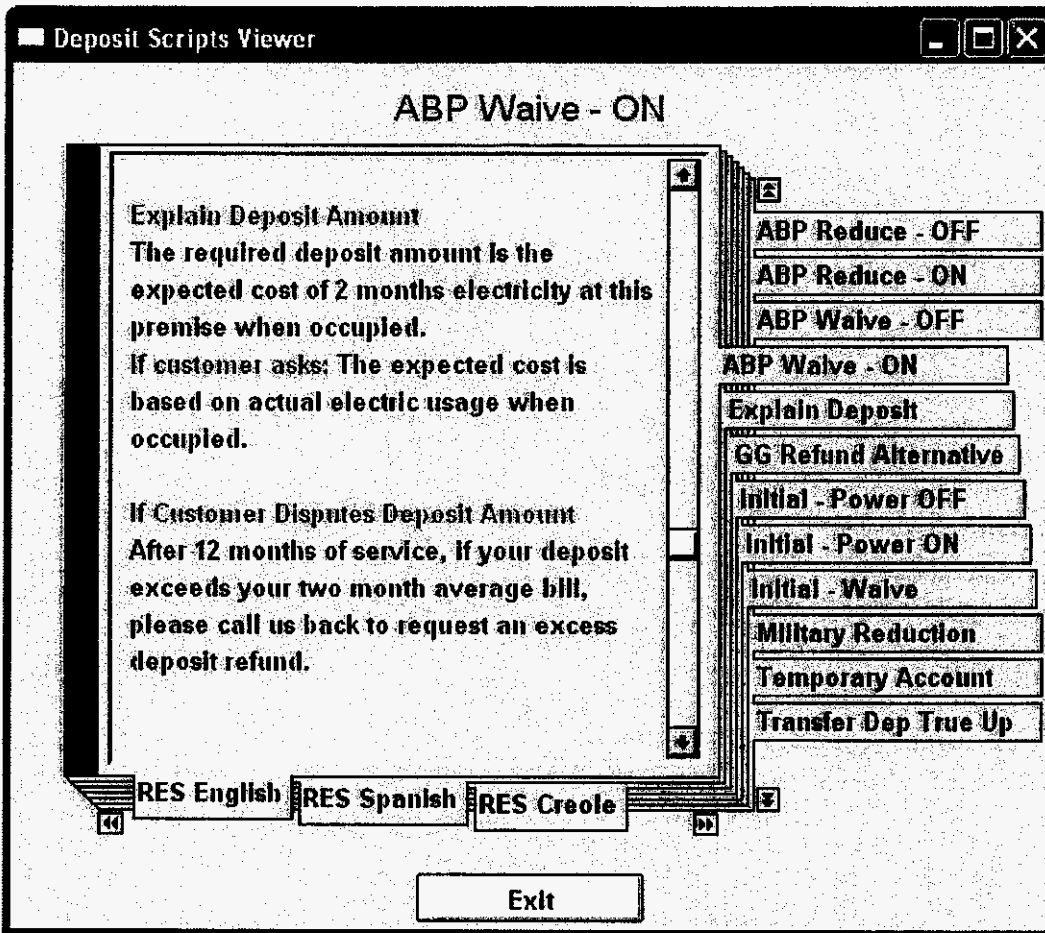 Deposit Scripts Viewer
ABP Waive - ON
Explain Deposit Amount
The required deposit amount is the
expected cost of 2 months electricity at this
premise when occupied.
If customer asks: The expected cost is
based on actual electric usage when
occupied.
If Customer Disputes Deposit Amount
After 12 months of service, if your deposit
exceeds your two month average bill,
please call us back to request an excess
deposit refund.
ABP Reduce - OFF
ABP Reduce - ON
ABP Waive - OFF
ABP Waive - ON
Explain Deposit
GG Refund Alternative
Initial - Power OFF
Initial - Power ON
Initial - Waive
Military Reduction
Temporary Account
Transfer Dep True Up
RES English
RES Spanish
RES Creole
Exit